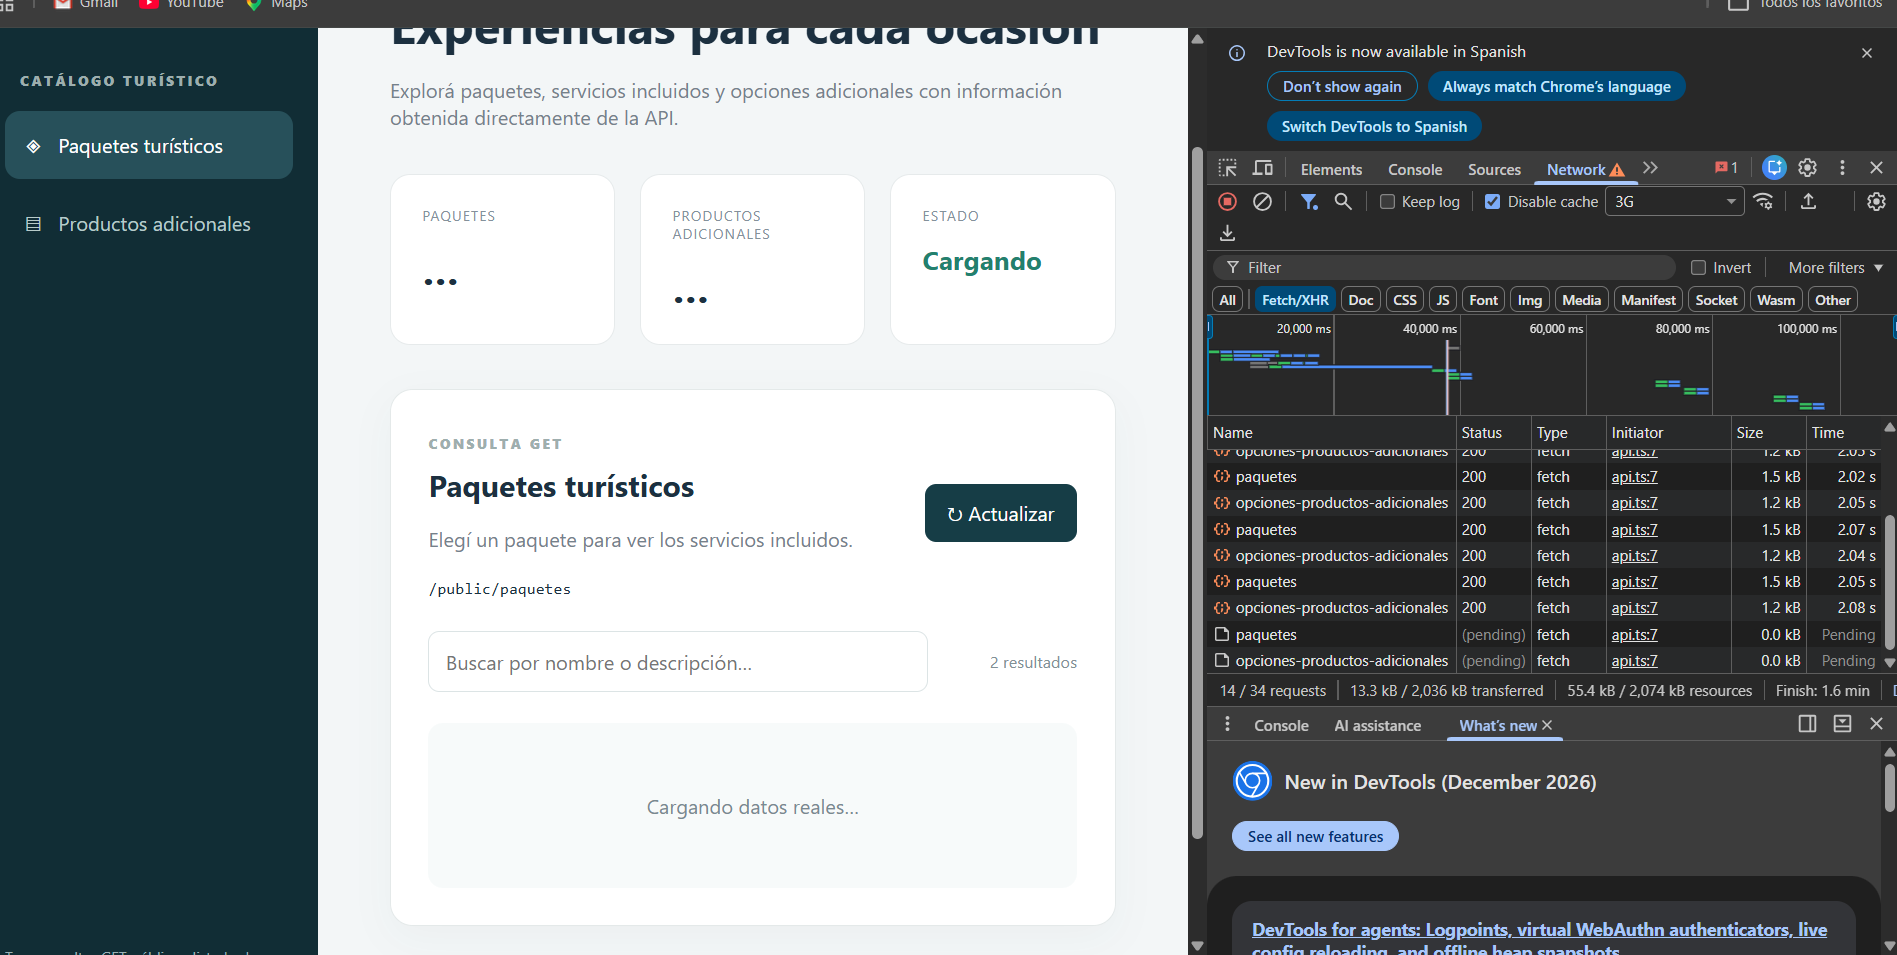 Gmail
YouTube
Maps
Todos los favoritos
CATÁLOGO TURÍSTICO
Paquetes turísticos
Productos adicionales
Experiencias para cada ocasión
Explorá paquetes, servicios incluidos y opciones adicionales con información
obtenida directamente de la API.
PAQUETES
...
PRODUCTOS
ADICIONALES
...
ESTADO
Cargando
CONSULTA GET
Paquetes turísticos
Elegí un paquete para ver los servicios incluidos.
/public/paquetes
↻ Actualizar
Buscar por nombre o descripción...
2 resultados
Cargando datos reales...
DevTools is now available in Spanish
Don't show again
Always match Chrome's language
Switch DevTools to Spanish
Elements
Console
Sources
Network
1
Keep log
Disable cache
3G
Filter
Invert
More filters
All
Fetch/XHR
Doc
CSS
JS
Font
Img
Media
Manifest
Socket
Wasm
Other
20,000 ms
40,000 ms
60,000 ms
80,000 ms
100,000 ms
Name Status Type Initiator Size Time
opciones-productos-adicionales 200 fetch api.ts:7 1.2 kB 2.05 s
paquetes 200 fetch api.ts:7 1.5 kB 2.02 s
opciones-productos-adicionales 200 fetch api.ts:7 1.2 kB 2.05 s
paquetes 200 fetch api.ts:7 1.5 kB 2.07 s
opciones-productos-adicionales 200 fetch api.ts:7 1.2 kB 2.04 s
paquetes 200 fetch api.ts:7 1.5 kB 2.05 s
opciones-productos-adicionales 200 fetch api.ts:7 1.2 kB 2.08 s
paquetes (pending) fetch api.ts:7 0.0 kB Pending
opciones-productos-adicionales (pending) fetch api.ts:7 0.0 kB Pending
14 / 34 requests
13.3 kB / 2,036 kB transferred
55.4 kB / 2,074 kB resources
Finish: 1.6 min
Console
AI assistance
What's new
New in DevTools (December 2026)
See all new features
DevTools for agents: Logpoints, virtual WebAuthn authenticators, live
config reloading, and offline heap snapshots